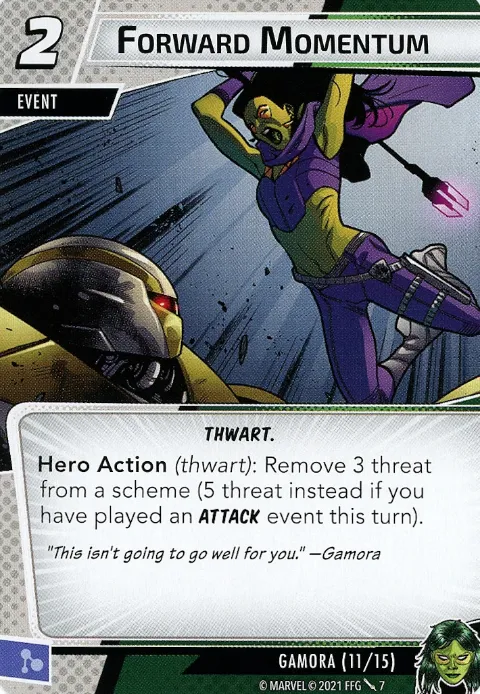 2
FORWARD MOMENTUM
EVENT
THWART.
Hero Action (thwart): Remove 3 threat
from a scheme (5 threat instead if you
have played an ATTACK event this turn).
"This isn't going to go well for you." —Gamora
GAMORA (11/15)
© MARVEL © 2021 FFG 7